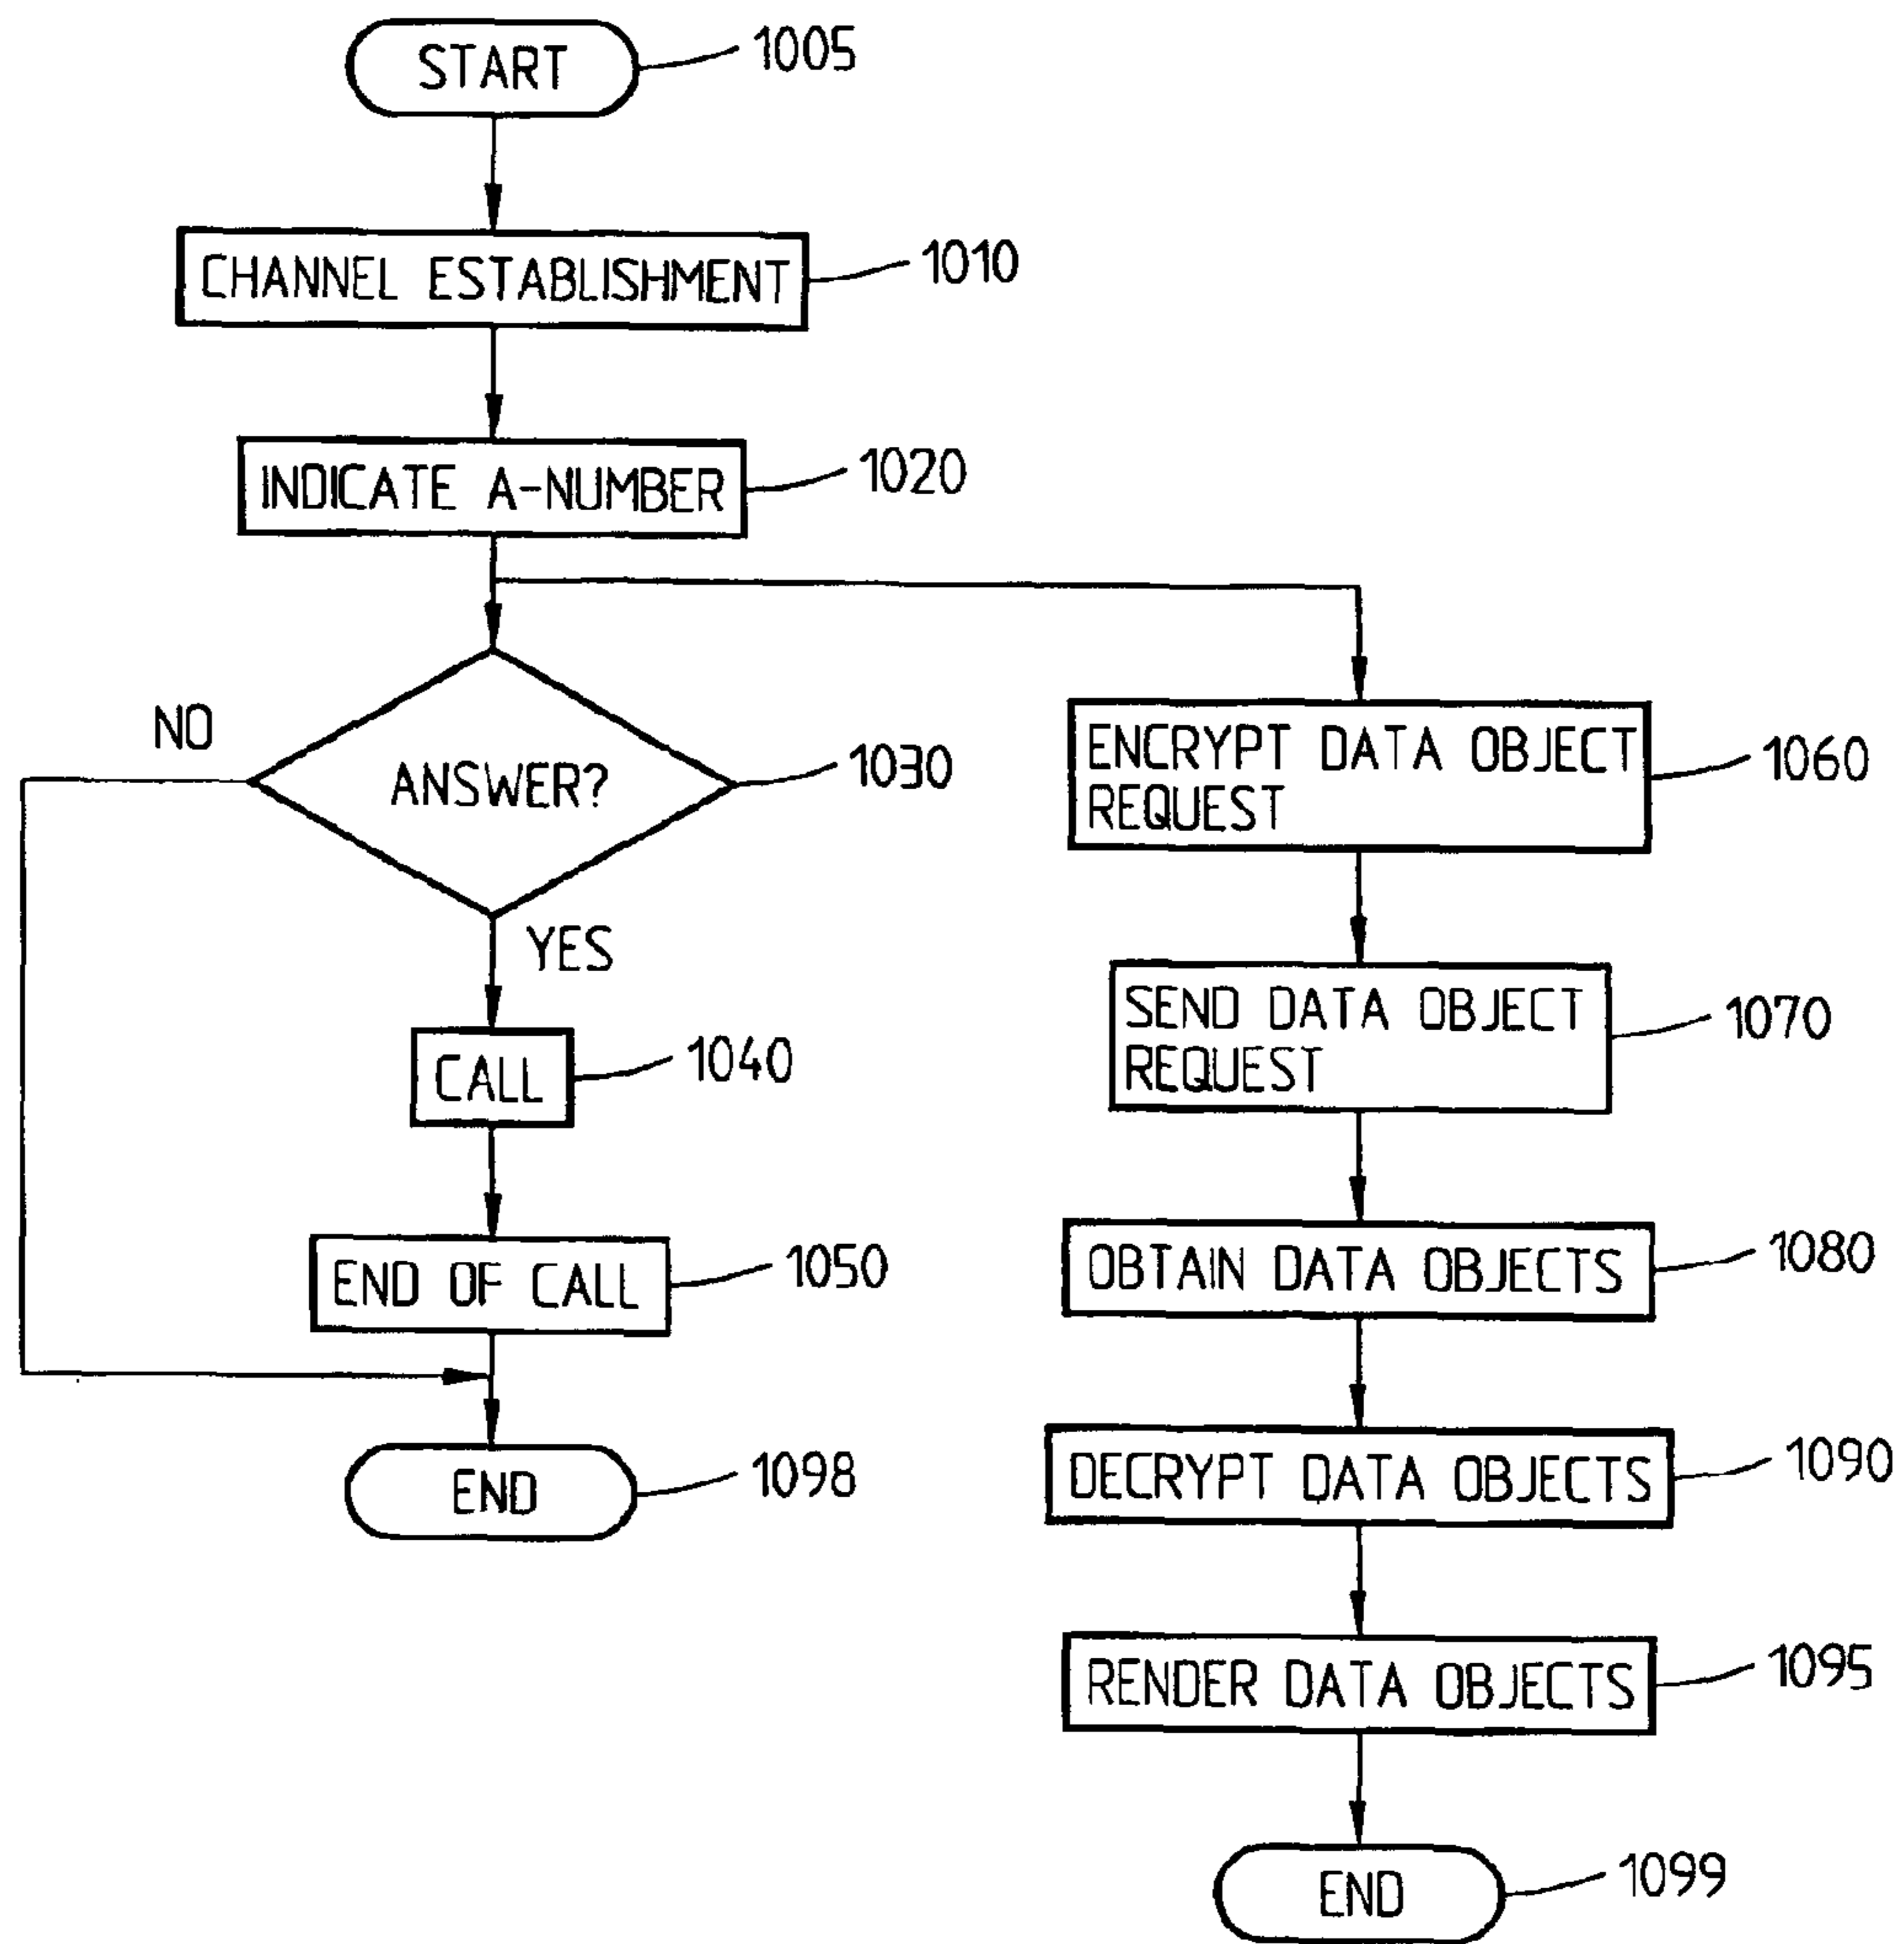 START
1005
CHANNEL ESTABLISHMENT
1010
INDICATE A-NUMBER
1020
NO
ANSWER?
1030
YES
CALL
1040
END OF CALL
1050
END
1098
ENCRYPT DATA OBJECT
REQUEST
1060
SEND DATA OBJECT
REQUEST
1070
OBTAIN DATA OBJECTS
1080
DECRYPT DATA OBJECTS
1090
RENDER DATA OBJECTS
1095
END
1099